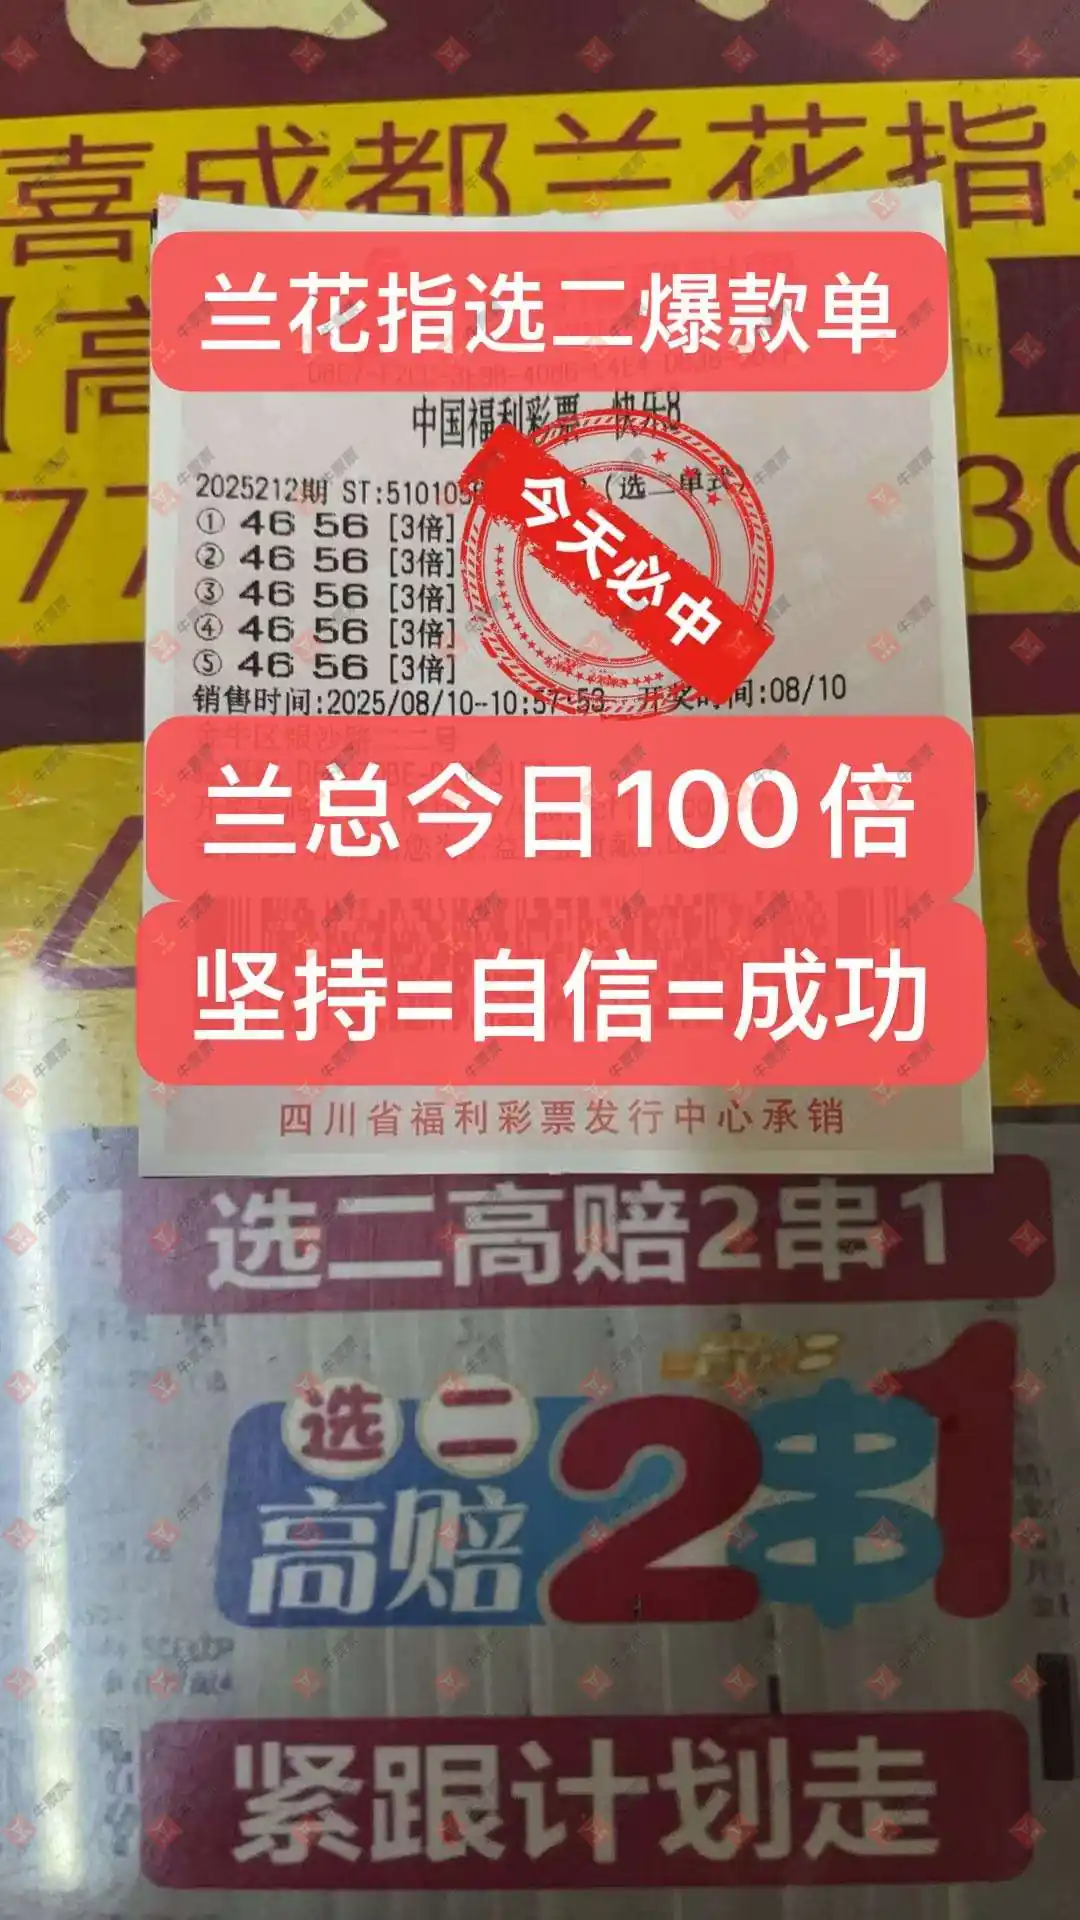 喜成都兰花指
兰花指选二爆款单
高
中国福利彩票 快乐8
77
30
2025212期 ST:510105 (选二单式)
① 46 56 [3倍]
② 46 56 [3倍]
③ 46 56 [3倍]
④ 46 56 [3倍]
⑤ 46 56 [3倍]
今天必中
销售时间:2025/08/10-10:57:53 开奖时间:08/10
兰总今日100倍
坚持=自信=成功
四川省福利彩票发行中心承销
选二高赔2串1
选二
高赔
2串1
紧跟计划走
牛票票